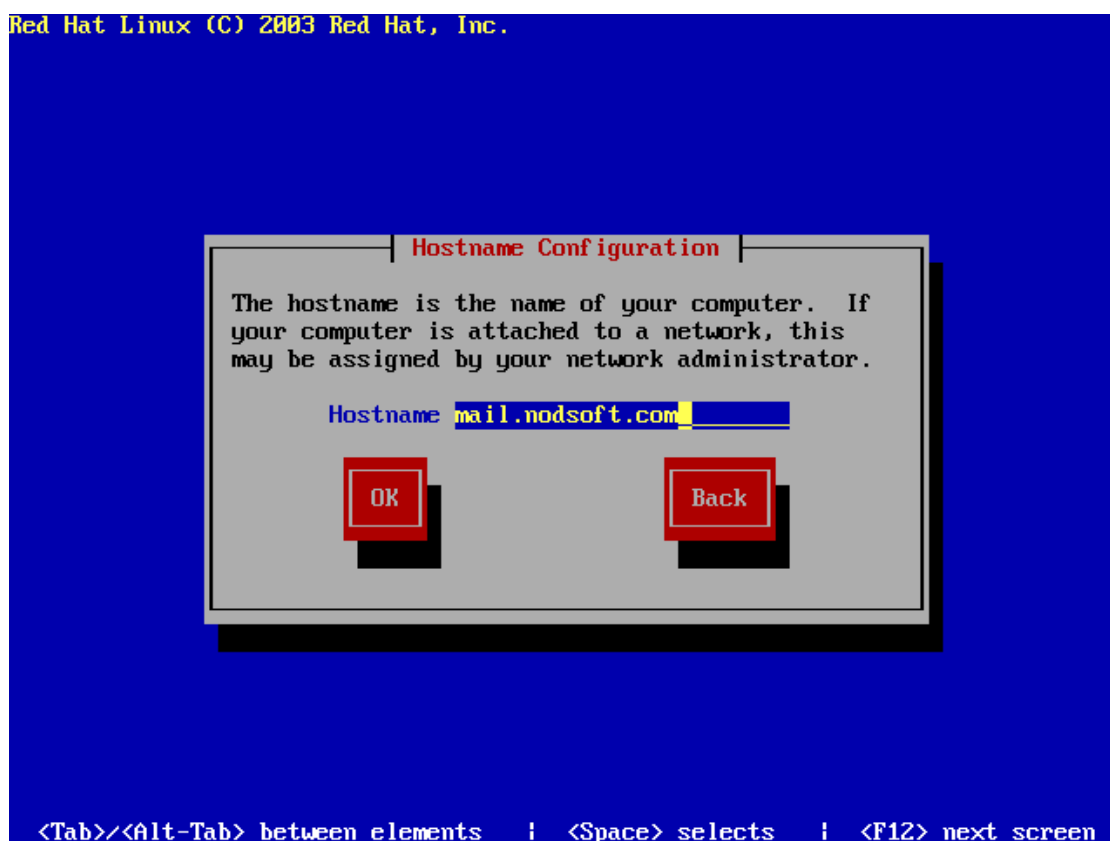 Red Hat Linux (C) 2003 Red Hat, Inc.
Hostname Configuration
The hostname is the name of your computer.  If
your computer is attached to a network, this
may be assigned by your network administrator.
Hostname mail.nodsoft.com
OK Back
<Tab>/<Alt-Tab> between elements | <Space> selects | <F12> next screen